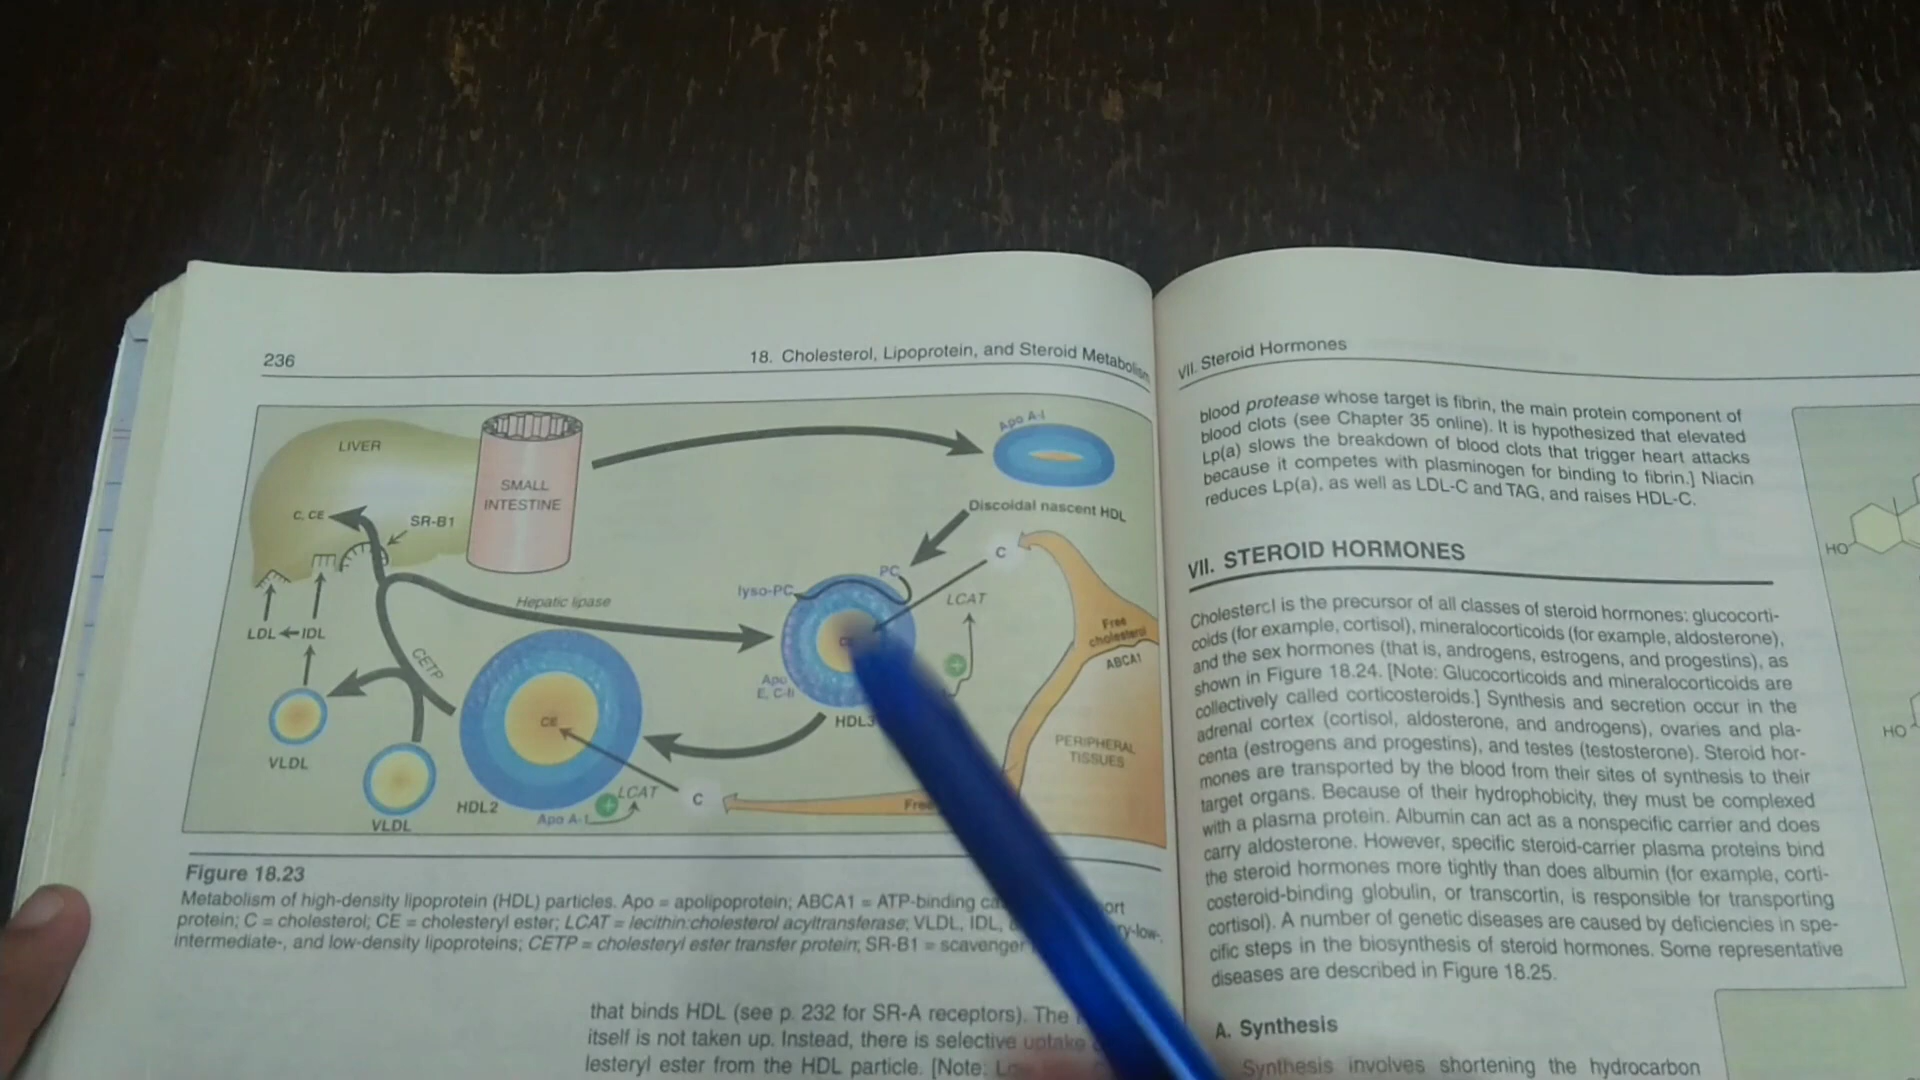 236
18. Cholesterol, Lipoprotein, and Steroid Metabolism
LIVER
SMALL
INTESTINE
C, CE
SR-B1
Apo A-I
Discoidal nascent HDL
C
PC
lyso-PC
LCAT
Hepatic lipase
LDL
IDL
Free
cholesterol
ABCA1
CETP
Apo
E, C-II
HDL3
CE
PERIPHERAL
TISSUES
VLDL
VLDL
HDL2
LCAT
Apo A-I
C
Free
Figure 18.23
Metabolism of high-density lipoprotein (HDL) particles. Apo = apolipoprotein; ABCA1 = ATP-binding
protein; C = cholesterol; CE = cholesteryl ester; LCAT = lecithin:cholesterol acyltransferase; VLDL, IDL,
intermediate-, and low-density lipoproteins; CETP = cholesteryl ester transfer protein; SR-B1 = scavenger
that binds HDL (see p. 232 for SR-A receptors). The
itself is not taken up. Instead, there is selective uptake
lesteryl ester from the HDL particle. [Note:
VII. Steroid Hormones
blood protease whose target is fibrin, the main protein component of
blood clots (see Chapter 35 online). It is hypothesized that elevated
Lp(a) slows the breakdown of blood clots that trigger heart attacks
because it competes with plasminogen for binding to fibrin.] Niacin
reduces Lp(a), as well as LDL-C and TAG, and raises HDL-C.
VII. STEROID HORMONES
Cholesterol is the precursor of all classes of steroid hormones: glucocorti-
coids (for example, cortisol), mineralocorticoids (for example, aldosterone),
and the sex hormones (that is, androgens, estrogens, and progestins), as
shown in Figure 18.24. [Note: Glucocorticoids and mineralocorticoids are
collectively called corticosteroids.] Synthesis and secretion occur in the
adrenal cortex (cortisol, aldosterone, and androgens), ovaries and pla-
centa (estrogens and progestins), and testes (testosterone). Steroid hor-
mones are transported by the blood from their sites of synthesis to their
target organs. Because of their hydrophobicity, they must be complexed
with a plasma protein. Albumin can act as a nonspecific carrier and does
carry aldosterone. However, specific steroid-carrier plasma proteins bind
the steroid hormones more tightly than does albumin (for example, corti-
costeroid-binding globulin, or transcortin, is responsible for transporting
cortisol). A number of genetic diseases are caused by deficiencies in spe-
cific steps in the biosynthesis of steroid hormones. Some representative
diseases are described in Figure 18.25.
A. Synthesis
Synthesis involves shortening the hydrocarbon
HO
HO